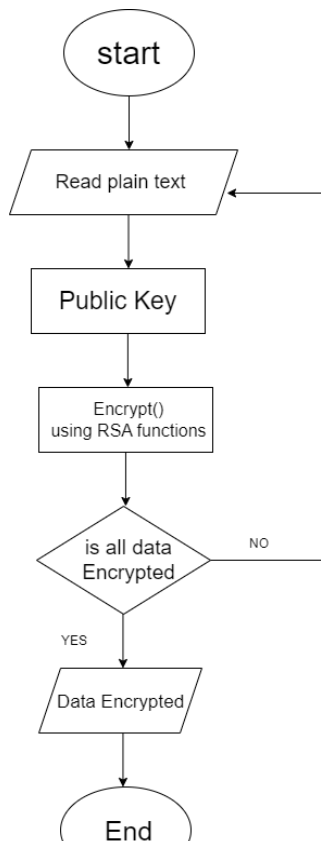 start
Read plain text
Public Key
Encrypt()
using RSA functions
is all data
Encrypted
NO
YES
Data Encrypted
End